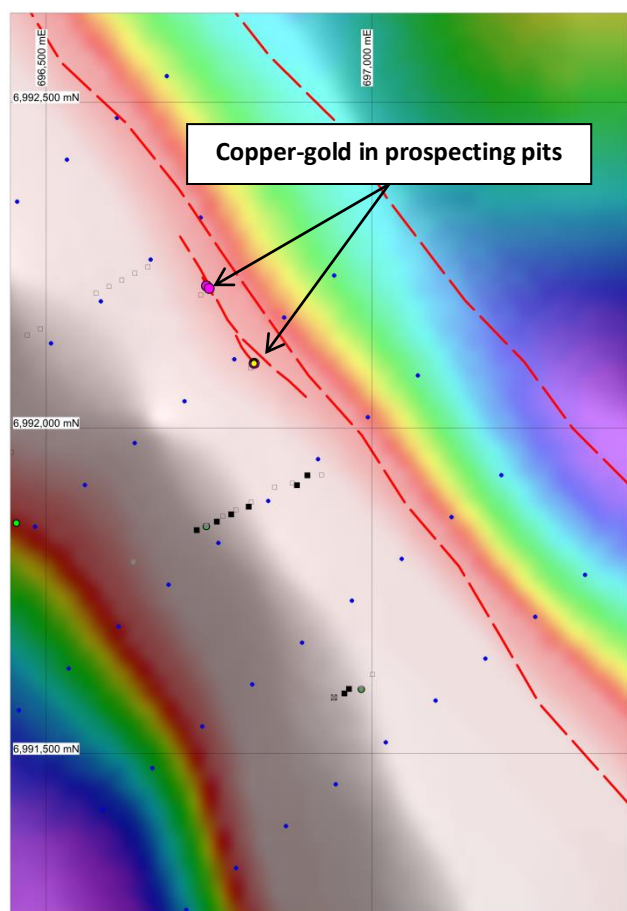 696,500 mE
697,000 mE
6,992,500 mN
Copper-gold in prospecting pits
6,992,000 mN
6,991,500 mN